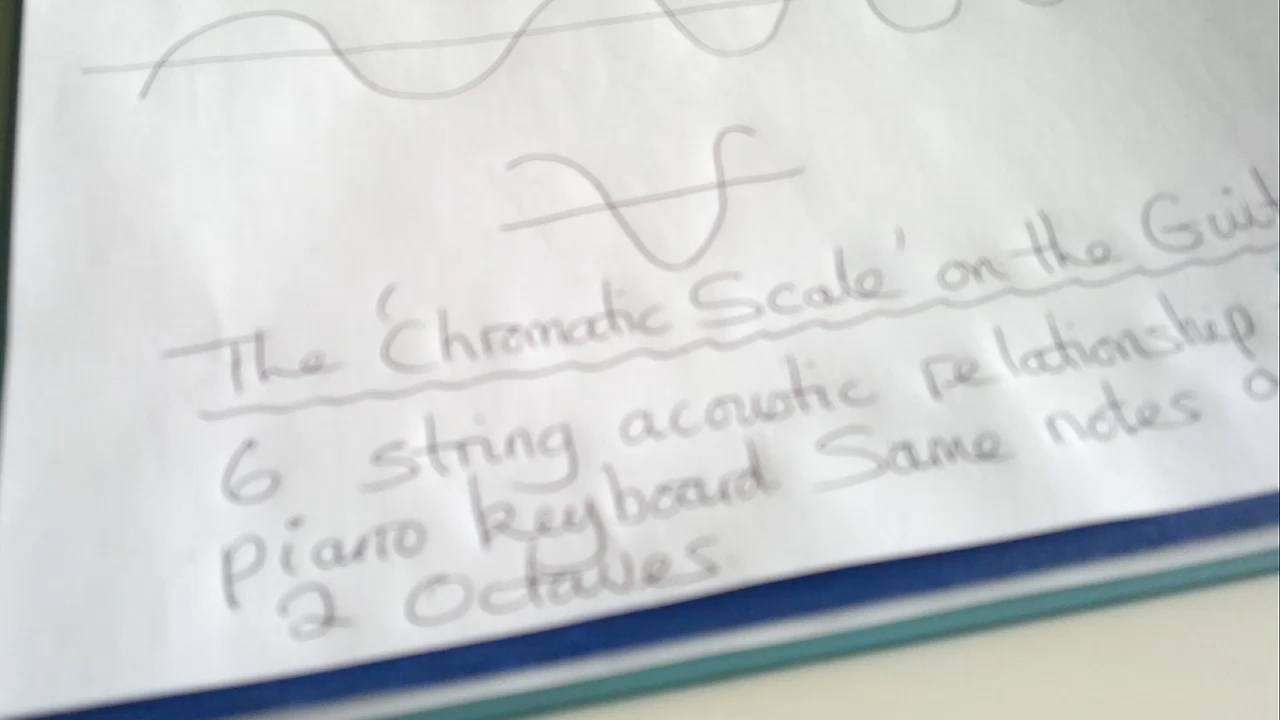 The 'Chromatic Scale' on the Guit
6 string acoustic relationship
piano keyboard Same notes
2 Octaves